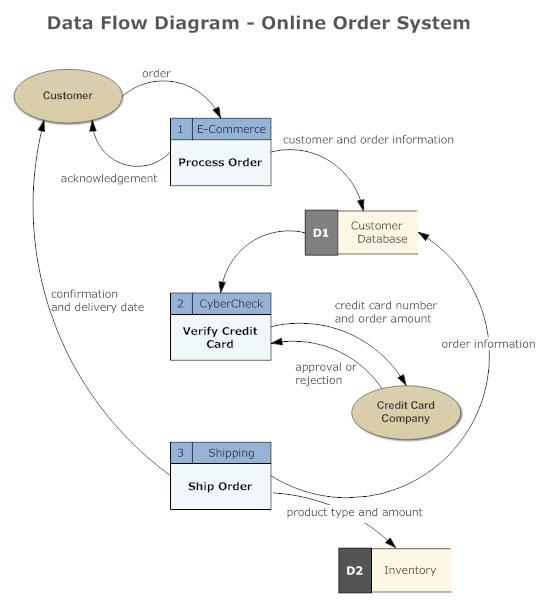 Data Flow Diagram - Online Order System
order
Customer
1 E-Commerce
Process Order
customer and order information
acknowledgement
D1
Customer
Database
confirmation
and delivery date
2 CyberCheck
Verify Credit
Card
credit card number
and order amount
order information
approval or
rejection
Credit Card
Company
3 Shipping
Ship Order
product type and amount
D2 Inventory